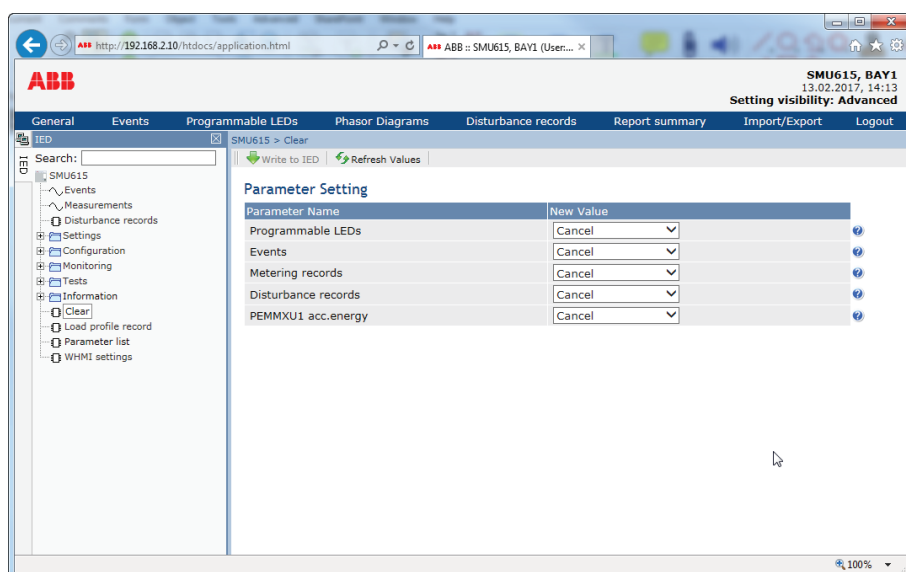 ABB http://192.168.2.10/htdocs/application.html
ABB ABB :: SMU615, BAY1 (User:...
ABB
SMU615, BAY1
13.02.2017, 14:13
Setting visibility: Advanced
General Events Programmable LEDs Phasor Diagrams Disturbance records Report summary Import/Export Logout
IED
IED
SMU615 > Clear
Search:
Write to IED Refresh Values
SMU615
Events
Measurements
Disturbance records
Settings
Configuration
Monitoring
Tests
Information
Clear
Load profile record
Parameter list
WHMI settings
Parameter Setting
Parameter Name New Value
Programmable LEDs Cancel
Events Cancel
Metering records Cancel
Disturbance records Cancel
PEMMXU1 acc.energy Cancel
100%